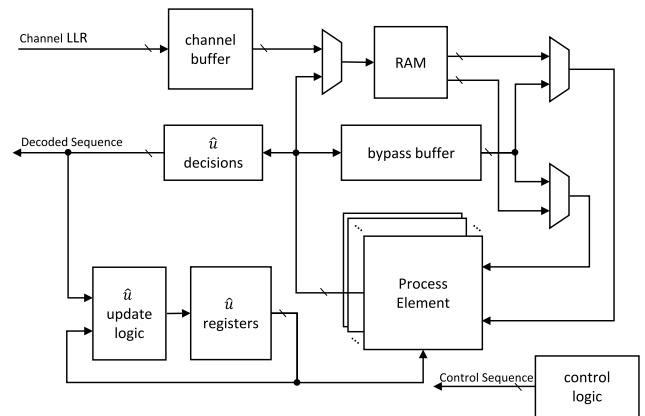 Channel LLR
channel
buffer
RAM
Decoded Sequence
û
decisions
bypass buffer
û
update
logic
û
registers
Process
Element
Control Sequence
control
logic